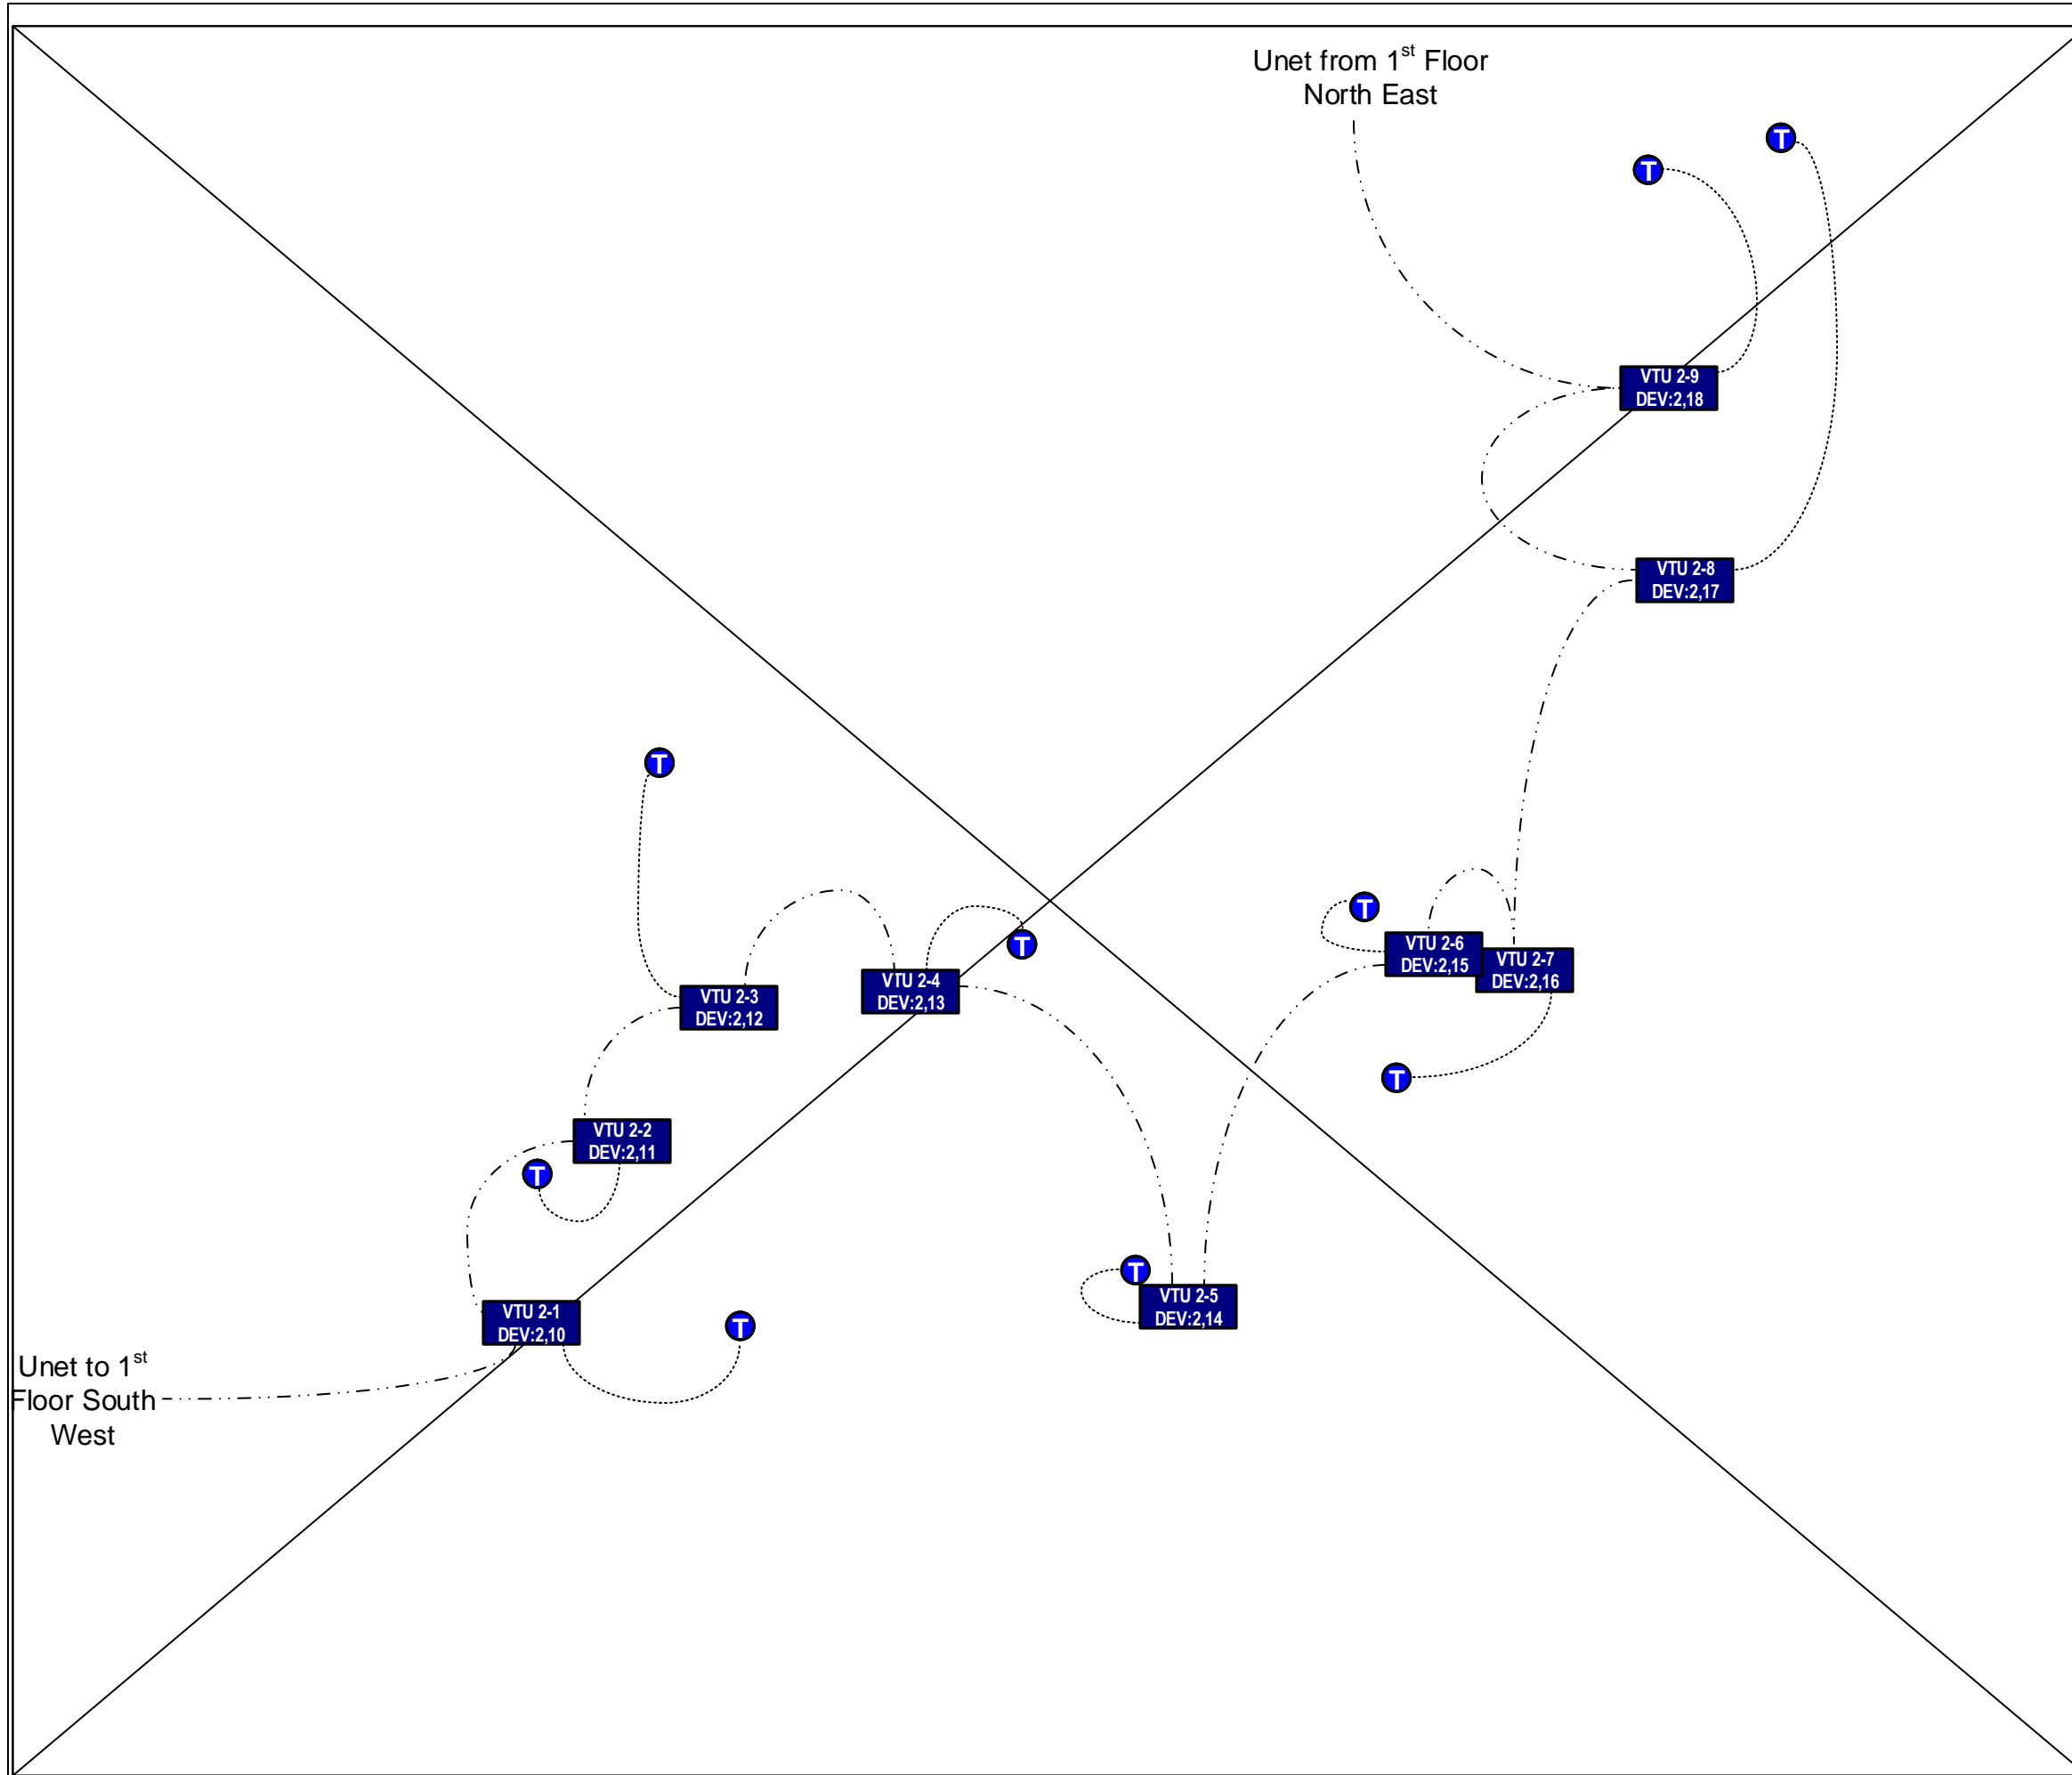 Unet from 1st Floor
North East
T
T
VTU 2-9
DEV:2,18
VTU 2-8
DEV:2,17
T
T
VTU 2-6
DEV:2,15
T
VTU 2-7
DEV:2,16
VTU 2-4
DEV:2,13
VTU 2-3
DEV:2,12
T
VTU 2-2
DEV:2,11
T
T
VTU 2-5
DEV:2,14
VTU 2-1
DEV:2,10
T
Unet to 1st
Floor South
West